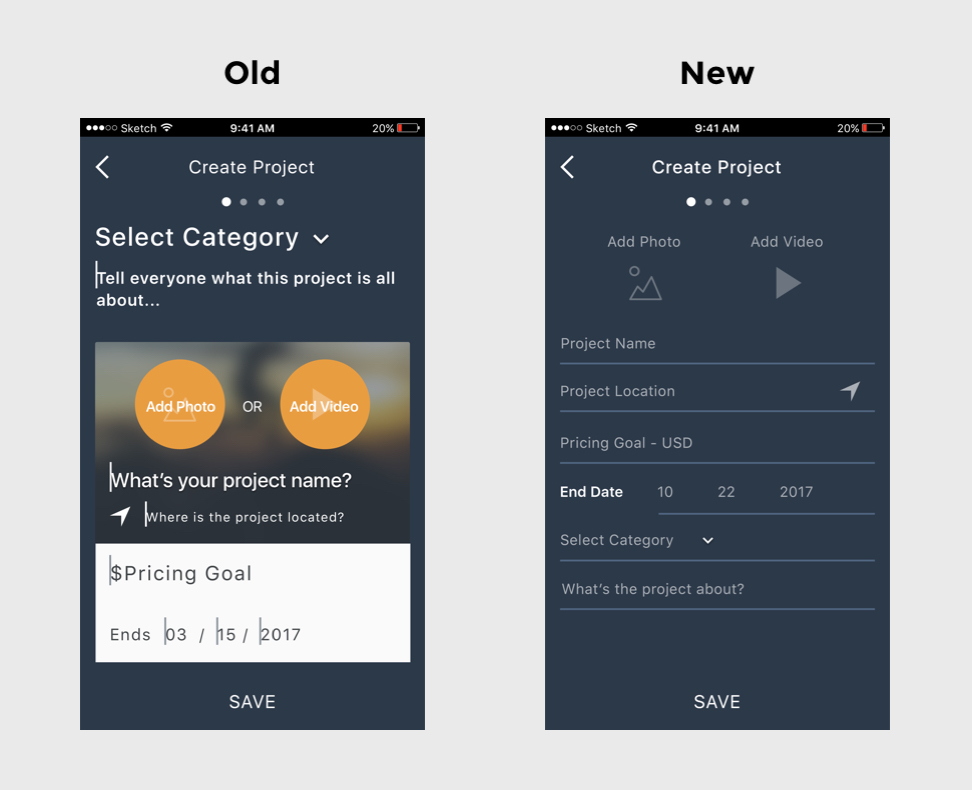 Old
Sketch 9:41 AM 20%
Create Project
Select Category
Tell everyone what this project is all
about...
Add Photo OR Add Video
What's your project name?
Where is the project located?
$Pricing Goal
Ends 03 / 15 / 2017
SAVE
New
Sketch 9:41 AM 20%
Create Project
Add Photo Add Video
Project Name
Project Location
Pricing Goal - USD
End Date 10 22 2017
Select Category
What's the project about?
SAVE